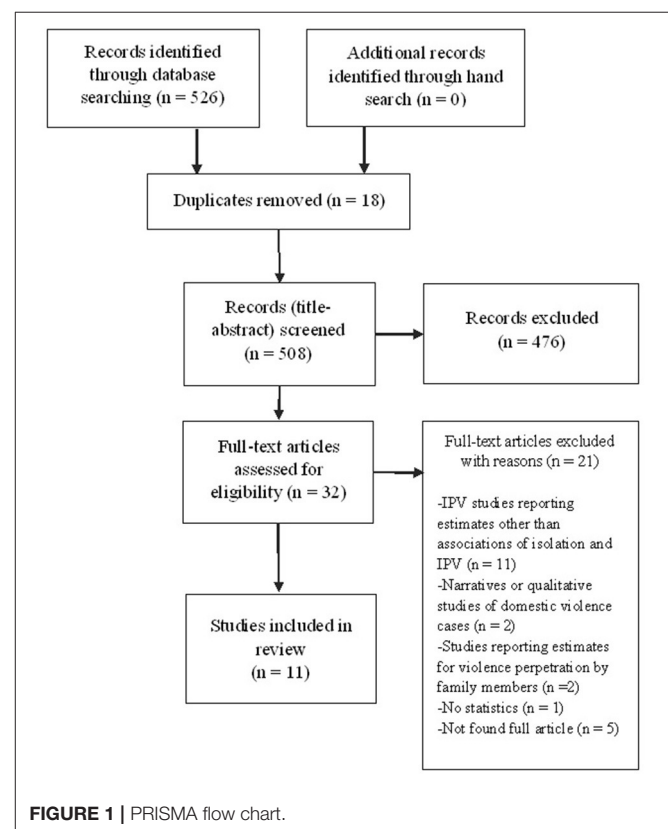 Records identified
through database
searching (n = 526)
Additional records
identified through hand
search (n = 0)
Duplicates removed (n = 18)
Records (title-
abstract) screened
(n = 508)
Records excluded
(n = 476)
Full-text articles
assessed for
eligibility (n = 32)
Full-text articles excluded
with reasons (n = 21)
-IPV studies reporting
estimates other than
associations of isolation and
IPV (n = 11)
-Narratives or qualitative
studies of domestic violence
cases (n = 2)
-Studies reporting estimates
for violence perpetration by
family members (n =2)
-No statistics (n = 1)
-Not found full article (n = 5)
Studies included in
review
(n = 11)
FIGURE 1 | PRISMA flow chart.